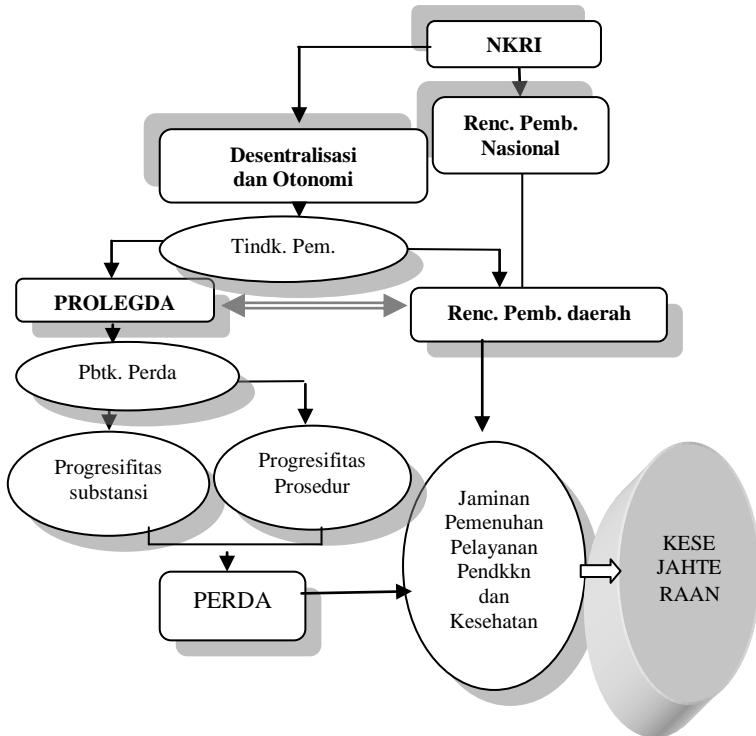 NKRI
Renc. Pemb.
Nasional
Desentralisasi
dan Otonomi
Tindk. Pem.
PROLEGDA
Renc. Pemb. daerah
Pbtk. Perda
Progresifitas
substansi
Progresifitas
Prosedur
Jaminan
Pemenuhan
Pelayanan
Pendkkn
dan
Kesehatan
KESE
JAHTE
RAAN
PERDA